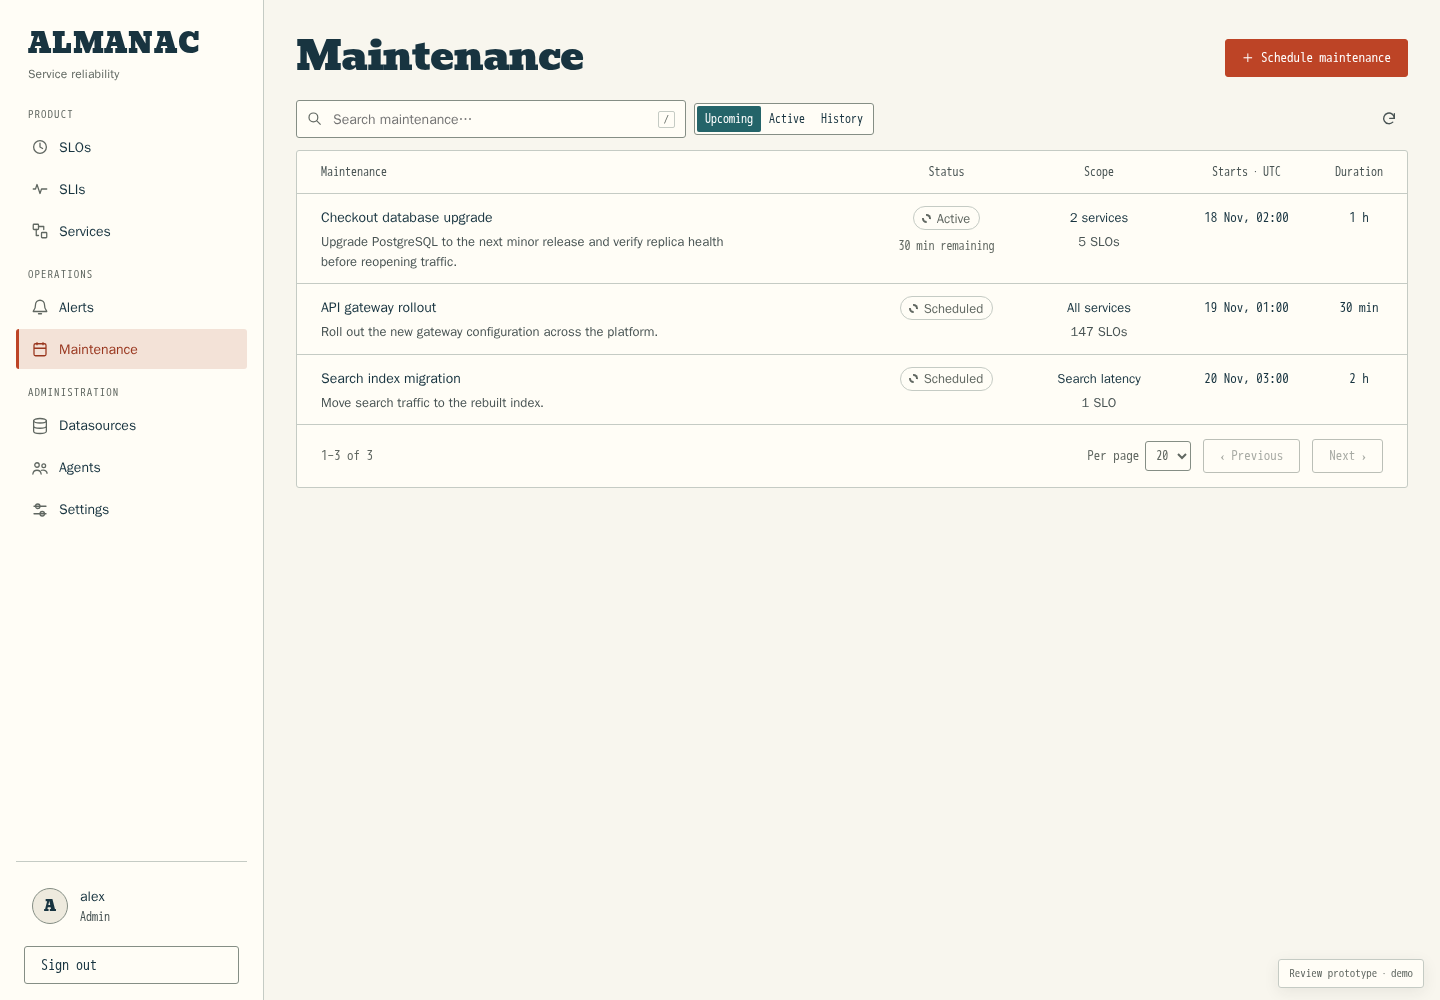 ALMANAC
Service reliability
PRODUCT
SLOs
SLIs
Services
OPERATIONS
Alerts
Maintenance
ADMINISTRATION
Datasources
Agents
Settings
A
alex
Admin
Sign out
Maintenance
+ Schedule maintenance
Search maintenance⋯ /
Upcoming Active History
Maintenance Status Scope Starts · UTC Duration
Checkout database upgrade Active 2 services 18 Nov, 02:00 1 h
Upgrade PostgreSQL to the next minor release and verify replica health 30 min remaining 5 SLOs
before reopening traffic.
API gateway rollout Scheduled All services 19 Nov, 01:00 30 min
Roll out the new gateway configuration across the platform. 147 SLOs
Search index migration Scheduled Search latency 20 Nov, 03:00 2 h
Move search traffic to the rebuilt index. 1 SLO
1–3 of 3 Per page 20 ‹ Previous Next ›
Review prototype · demo